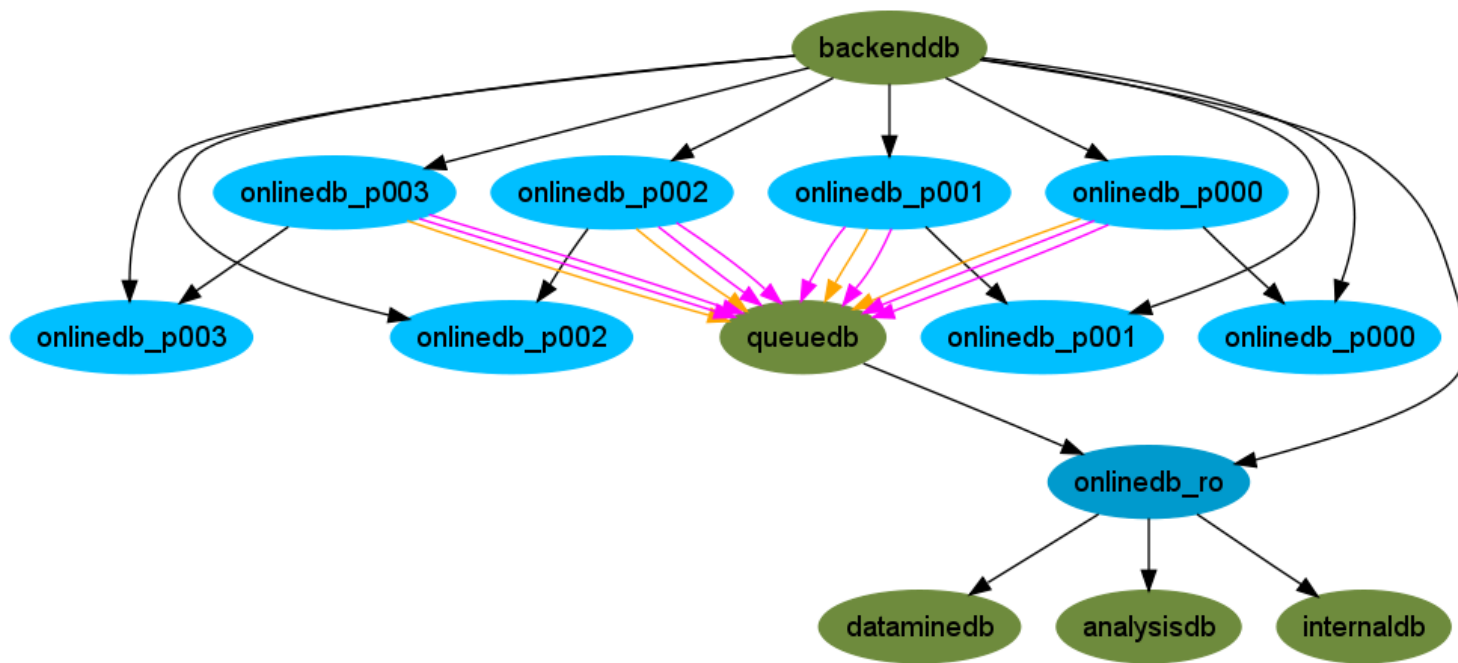 backenddb
onlinedb_p003
onlinedb_p002
onlinedb_p001
onlinedb_p000
onlinedb_p003
onlinedb_p002
queuedb
onlinedb_p001
onlinedb_p000
onlinedb_ro
dataminedb
analysisdb
internaldb